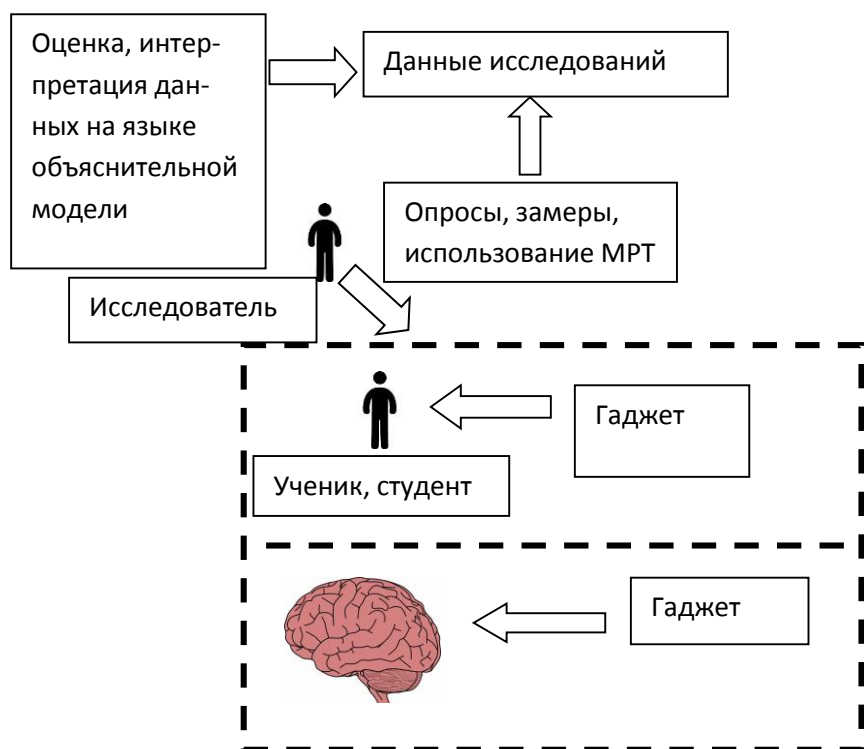 Оценка, интер-
претация дан-
ных на языке
объяснительной
модели
Данные исследований
Опросы, замеры,
использование МРТ
Исследователь
Гаджет
Ученик, студент
Гаджет